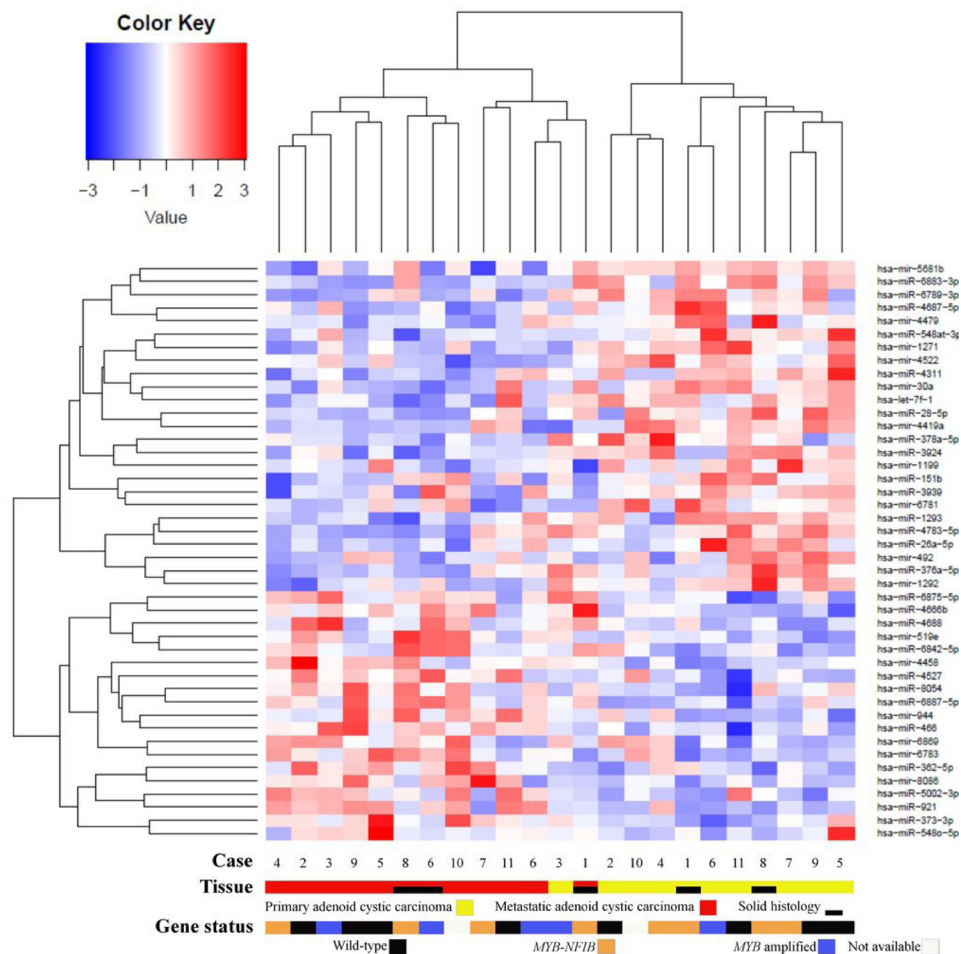 Color Key
−3 −1 1 2 3
Value
hsa−mir−5681b
hsa−miR−6883−3p
hsa−miR−6789−3p
hsa−miR−4687−5p
hsa−mir−4479
hsa−miR−548at−3p
hsa−mir−1271
hsa−mir−4522
hsa−miR−4311
hsa−mir−30a
hsa−let−7f−1
hsa−miR−28−5p
hsa−mir−4419a
hsa−miR−378a−5p
hsa−miR−3924
hsa−mir−1199
hsa−miR−151b
hsa−miR−3939
hsa−mir−6781
hsa−miR−1293
hsa−miR−4783−5p
hsa−miR−26a−5p
hsa−mir−492
hsa−miR−376a−5p
hsa−mir−1292
hsa−miR−6875−5p
hsa−miR−4666b
hsa−miR−4688
hsa−mir−519e
hsa−miR−6842−5p
hsa−mir−4458
hsa−miR−4527
hsa−miR−8054
hsa−miR−6887−5p
hsa−mir−944
hsa−miR−466
hsa−mir−6869
hsa−mir−6783
hsa−miR−362−5p
hsa−mir−8086
hsa−miR−5002−3p
hsa−miR−921
hsa−miR−373−3p
hsa−miR−548o−5p
Case 4 2 3 9 5 8 6 10 7 11 6 3 1 2 10 4 1 6 11 8 7 9 5
Tissue
Primary adenoid cystic carcinoma Metastatic adenoid cystic carcinoma Solid histology
Gene status
Wild-type MYB-NFIB MYB amplified Not available